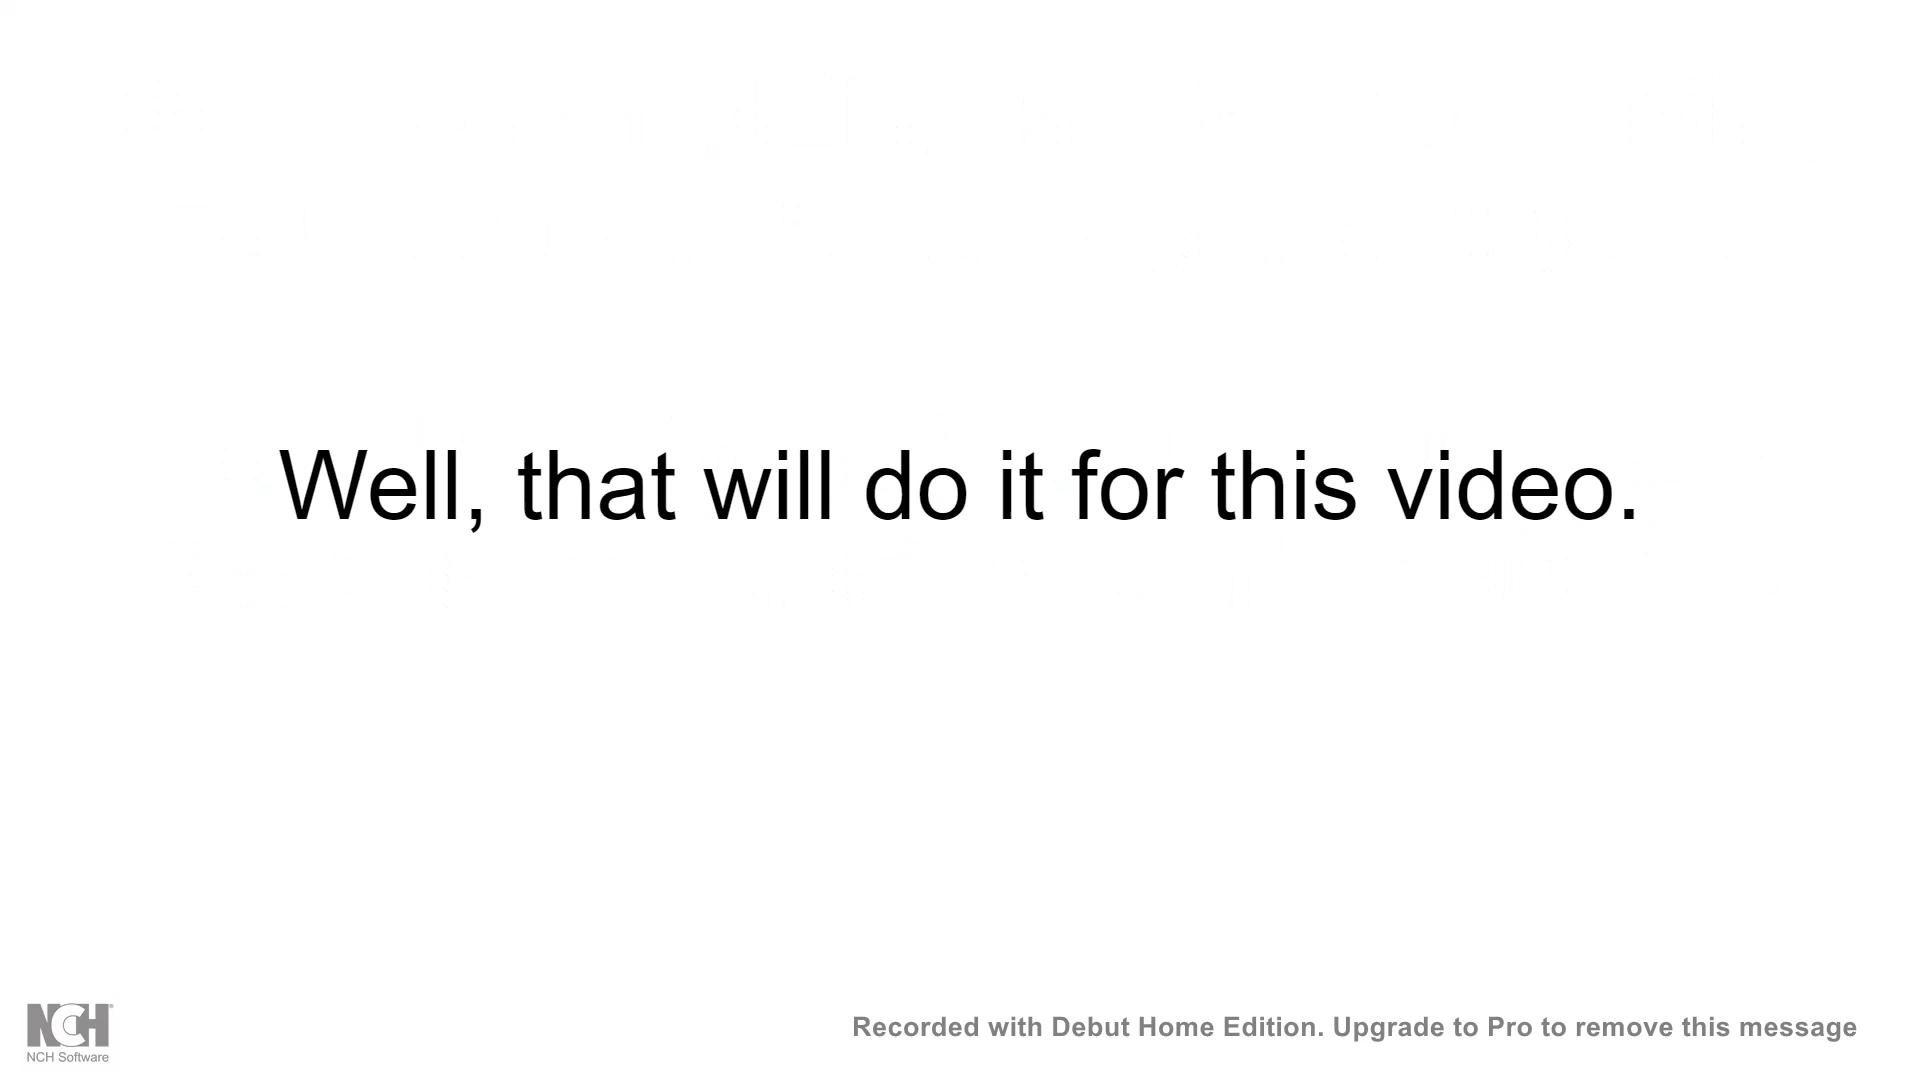 Well, that will do it for this video.
NCH
NCH Software
Recorded with Debut Home Edition. Upgrade to Pro to remove this message